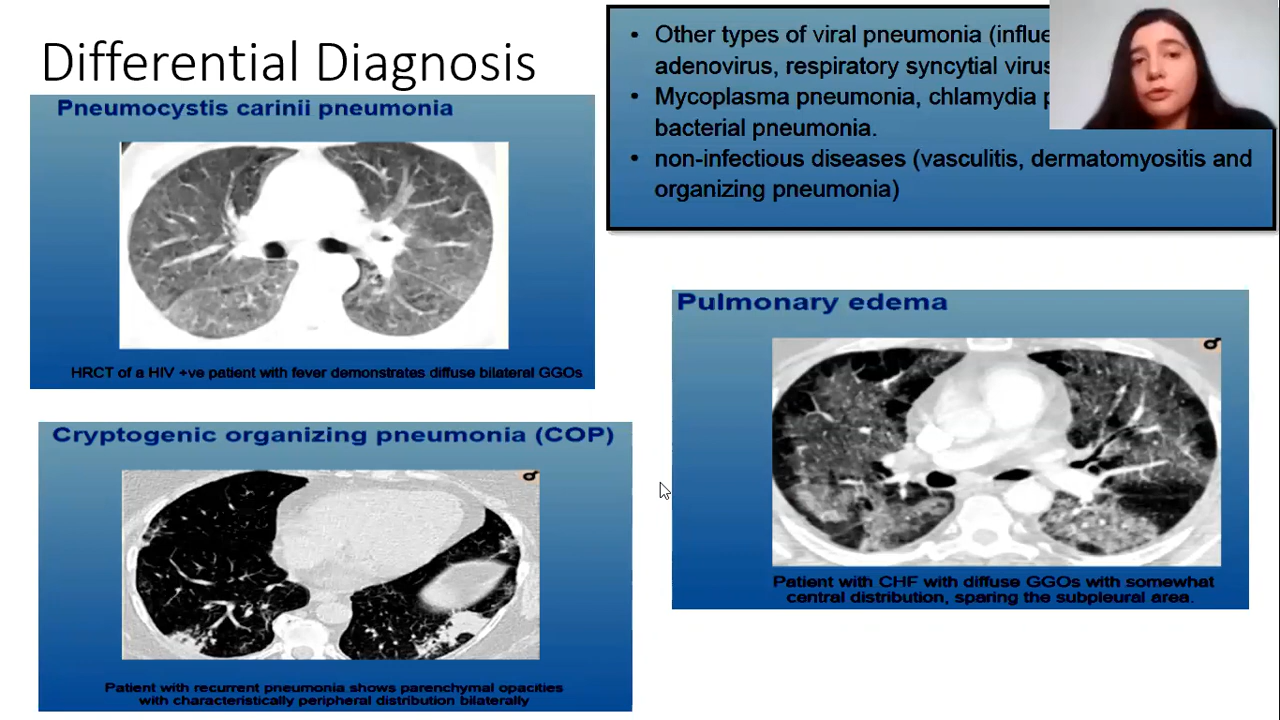 Differential Diagnosis
Pneumocystis carinii pneumonia
HRCT of a HIV +ve patient with fever demonstrates diffuse bilateral GGOs
Cryptogenic organizing pneumonia (COP)
♂
Patient with recurrent pneumonia shows parenchymal opacities
with characteristically peripheral distribution bilaterally
• Other types of viral pneumonia
adenovirus, respiratory syncytial virus
• Mycoplasma pneumonia, chlamydia
bacterial pneumonia.
• non-infectious diseases (vasculitis, dermatomyositis and
organizing pneumonia)
Pulmonary edema
♂
Patient with CHF with diffuse GGOs with somewhat
central distribution, sparing the subpleural area.